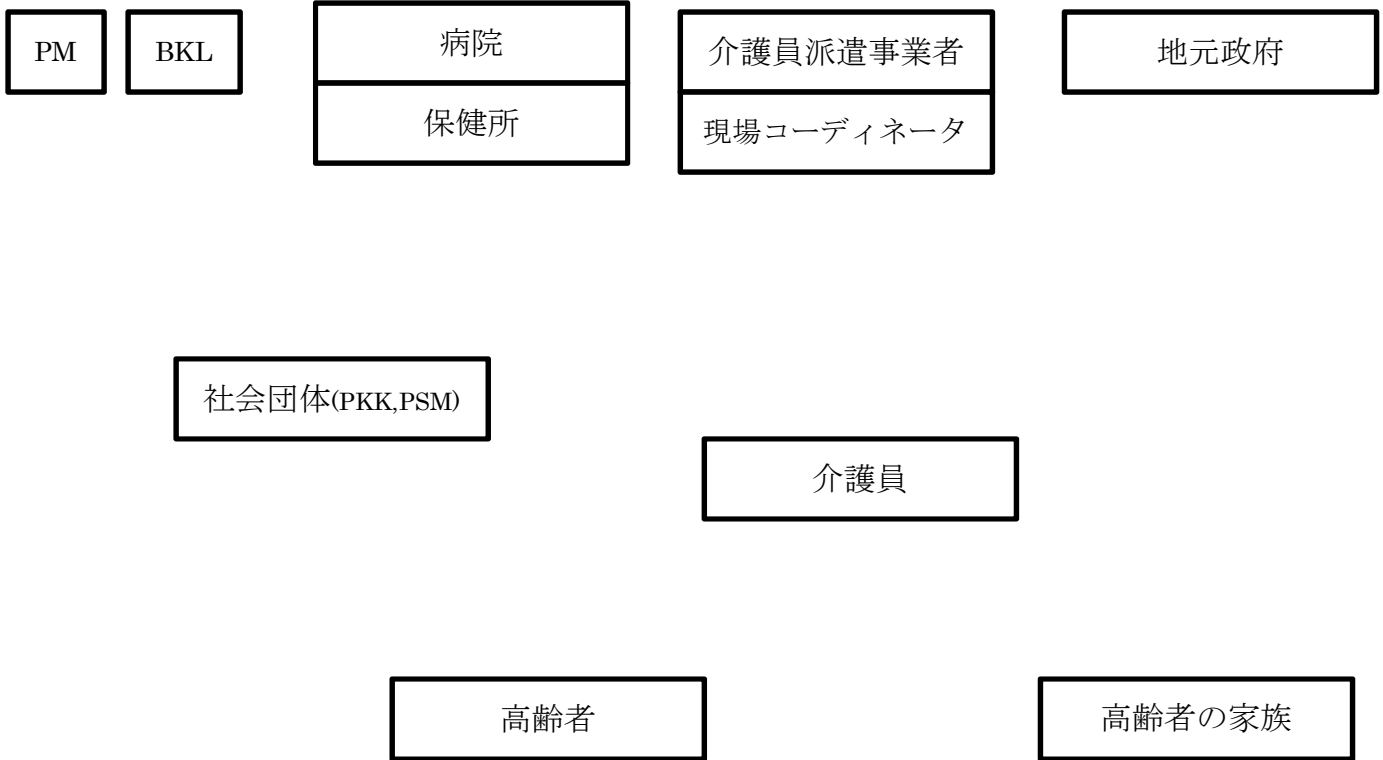 PM
BKL
病院
保健所
介護員派遣事業者
現場コーディネータ
地元政府
社会団体(PKK,PSM)
介護員
高齢者
高齢者の家族